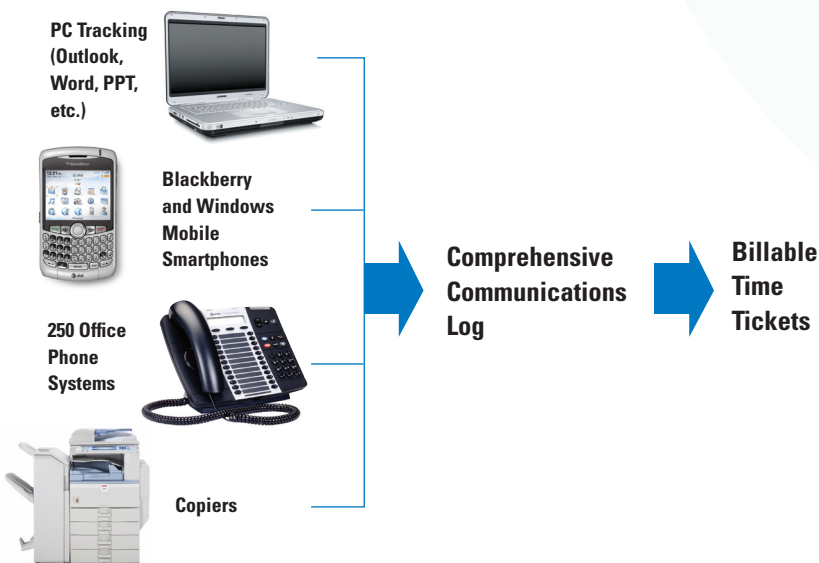 PC Tracking
(Outlook,
Word, PPT,
etc.)
Blackberry
and Windows
Mobile
Smartphones
250 Office
Phone
Systems
Copiers
Comprehensive
Communications
Log
Billable
Time
Tickets